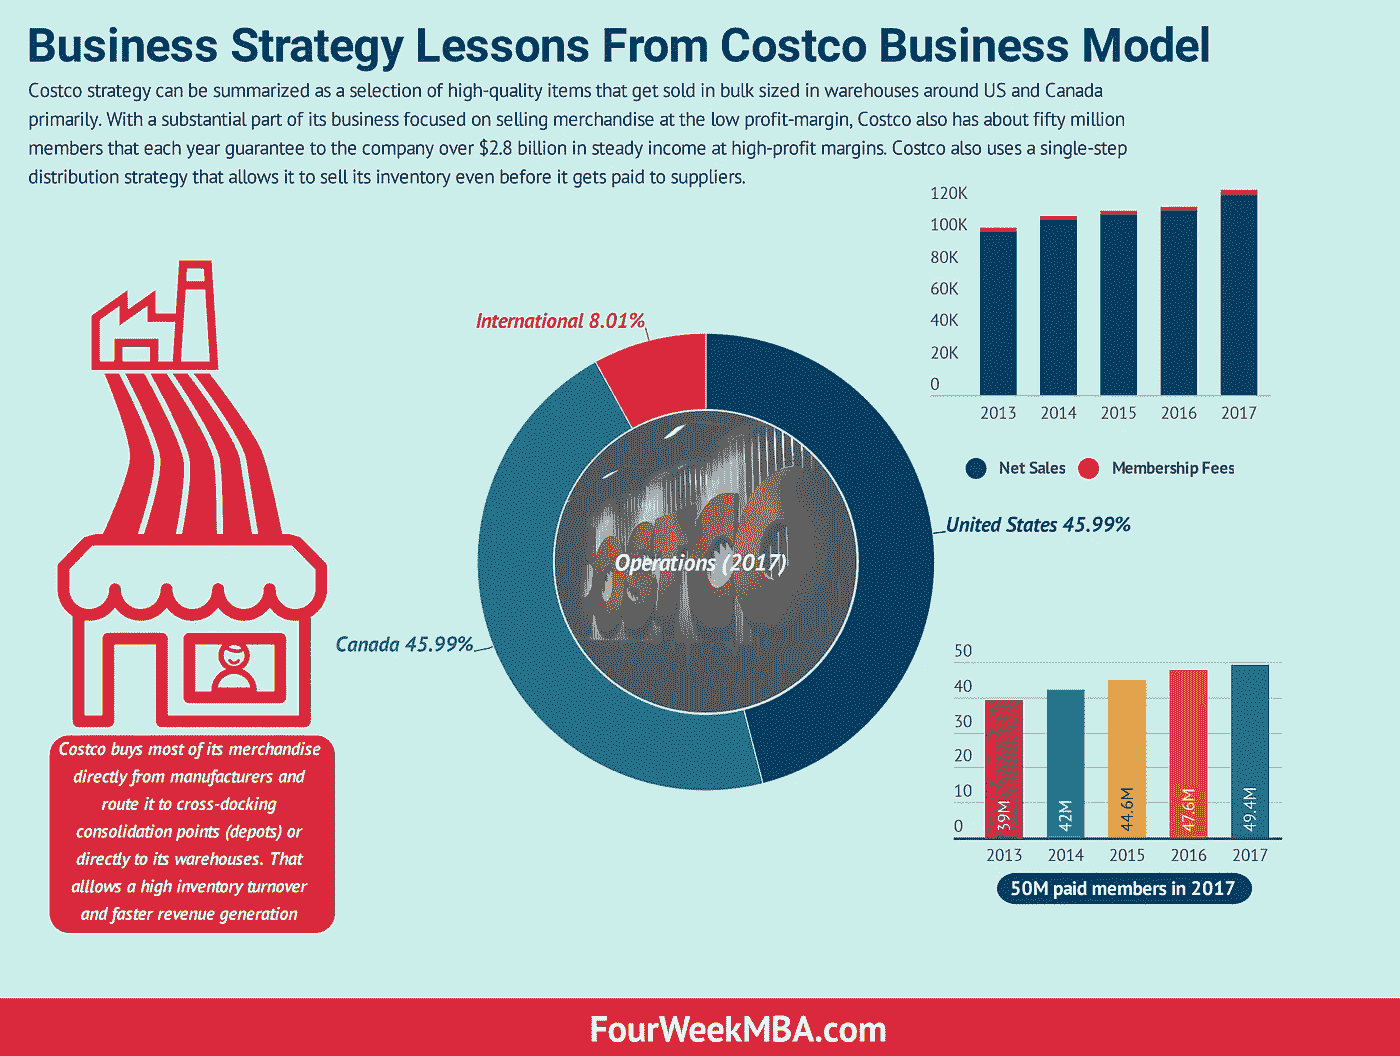 Business Strategy Lessons From Costco Business Model
Costco strategy can be summarized as a selection of high-quality items that get sold in bulk sized in warehouses around US and Canada
primarily. With a substantial part of its business focused on selling merchandise at the low profit-margin, Costco also has about fifty million
members that each year guarantee to the company over $2.8 billion in steady income at high-profit margins. Costco also uses a single-step
distribution strategy that allows it to sell its inventory even before it gets paid to suppliers.
120K
100K
80K
60K
40K
20K
0
2013 2014 2015 2016 2017
Net Sales Membership Fees
International 8.01%
United States 45.99%
Operations (2017)
Canada 45.99%
Costco buys most of its merchandise
directly from manufacturers and
route it to cross-docking
consolidation points (depots) or
directly to its warehouses. That
alllows a high inventory turnover
and faster revenue generation
50
40
30
20
10
0
39M 42M 44.6M 47.6M 49.4M
2013 2014 2015 2016 2017
50M paid members in 2017
FourWeekMBA.com